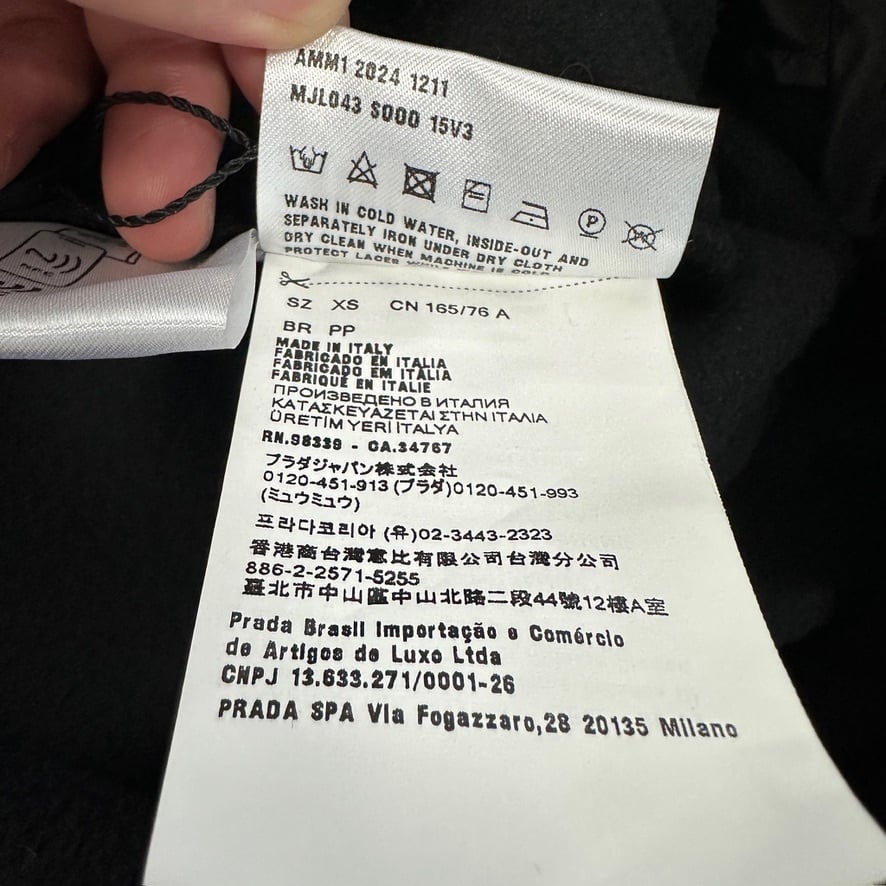 AMM1 2024 1211
MJL043 S000 15V3
P
WASH IN COLD WATER, INSIDE-OUT AND
SEPARATELY IRON UNDER DRY CLOTH
DRY CLEAN WHEN MACHINE IS COLD
PROTECT LACES
SZ XS CN 165/76 A
BR PP
MADE IN ITALY
FABRICADO EN ITALIA
FABRICADO EM ITÁLIA
FABRIQUÉ EN ITALIE
ПРОИЗВЕДЕНО В ИТАЛИЯ
ΚΑΤΑΣΚΕΥΑΖΕΤΑΙ ΣΤΗΝ ΙΤΑΛΙΑ
ÜRETİM YERİ İTALYA
RN.98339 - CA.34767
プラダジャパン株式会社
0120-451-913 (プラダ)0120-451-993
(ミュウミュウ)
프라다코리아 (유)02-3443-2323
香港商台灣意比有限公司台灣分公司
886-2-2571-5255
臺北市中山區中山北路二段44號12樓A室
Prada Brasil Importação e Comércio
de Artigos de Luxo Ltda
CNPJ 13.633.271/0001-26
PRADA SPA Via Fogazzaro,28 20135 Milano